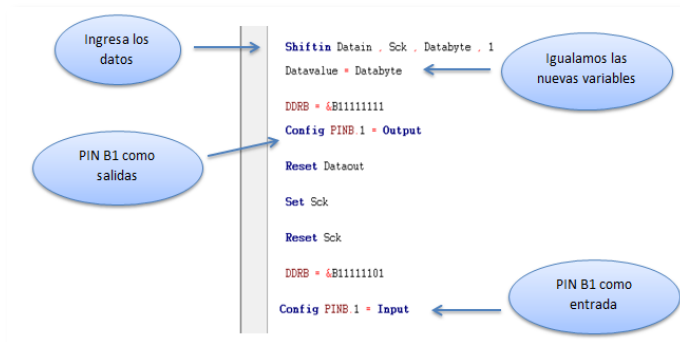 Ingresa los
datos
Shiftin Datain , Sck , Databyte , 1
Datavalue = Databyte
Igualamos las
nuevas variables
DDRB = &B11111111
Config PINB.1 = Output
PIN B1 como
salidas
Reset Dataout
Set Sck
Reset Sck
DDRB = &B11111101
Config PINB.1 = Input
PIN B1 como
entrada